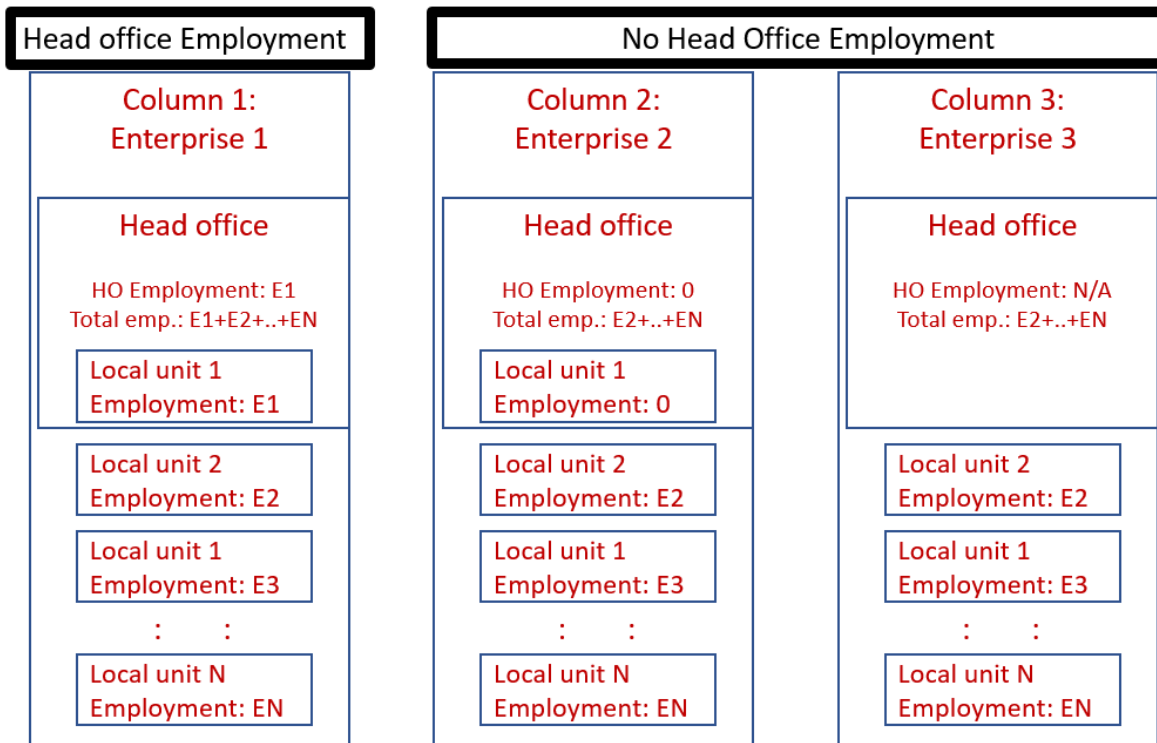 Head office Employment
No Head Office Employment
Column 1:
Enterprise 1
Head office
HO Employment: E1
Total emp.: E1+E2+..+EN
Local unit 1
Employment: E1
Local unit 2
Employment: E2
Local unit 1
Employment: E3
: :
Local unit N
Employment: EN
Column 2:
Enterprise 2
Head office
HO Employment: 0
Total emp.: E2+..+EN
Local unit 1
Employment: 0
Local unit 2
Employment: E2
Local unit 1
Employment: E3
: :
Local unit N
Employment: EN
Column 3:
Enterprise 3
Head office
HO Employment: N/A
Total emp.: E2+..+EN
Local unit 2
Employment: E2
Local unit 1
Employment: E3
: :
Local unit N
Employment: EN